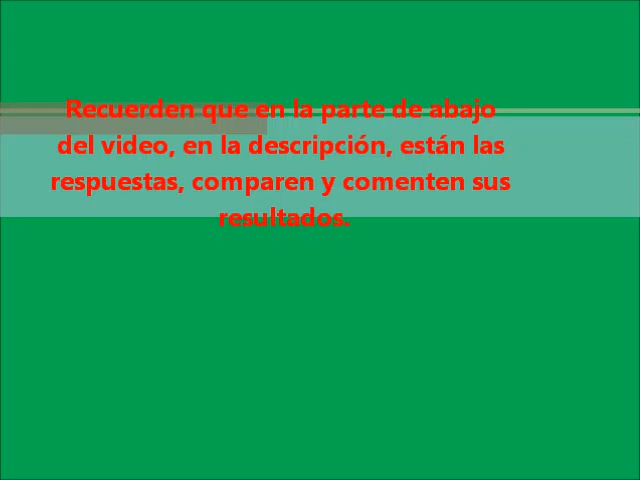 Recuerden que en la parte de abajo
del video, en la descripción, están las
respuestas, comparen y comenten sus
resultados.